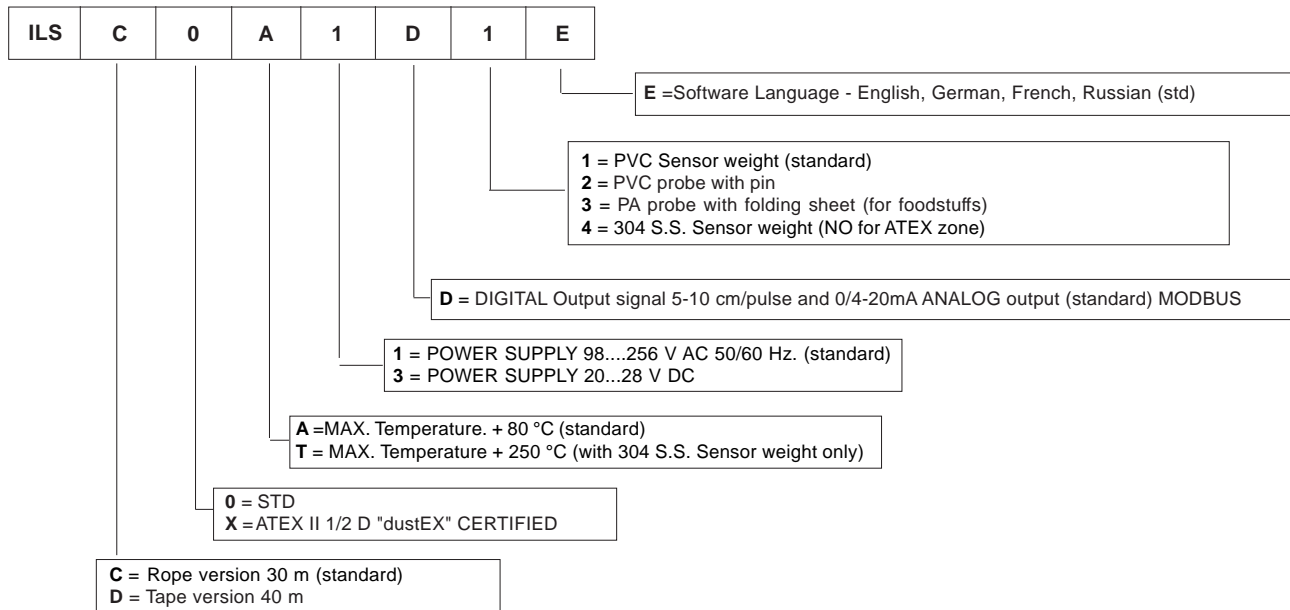 ILS C 0 A 1 D 1 E
E =Software Language - English, German, French, Russian (std)
1 = PVC Sensor weight (standard)
2 = PVC probe with pin
3 = PA probe with folding sheet (for foodstuffs)
4 = 304 S.S. Sensor weight (NO for ATEX zone)
D = DIGITAL Output signal 5-10 cm/pulse and 0/4-20mA ANALOG output (standard) MODBUS
1 = POWER SUPPLY 98....256 V AC 50/60 Hz. (standard)
3 = POWER SUPPLY 20...28 V DC
A =MAX. Temperature. + 80 °C (standard)
T = MAX. Temperature + 250 °C (with 304 S.S. Sensor weight only)
0 = STD
X =ATEX II 1/2 D "dustEX" CERTIFIED
C = Rope version 30 m (standard)
D = Tape version 40 m